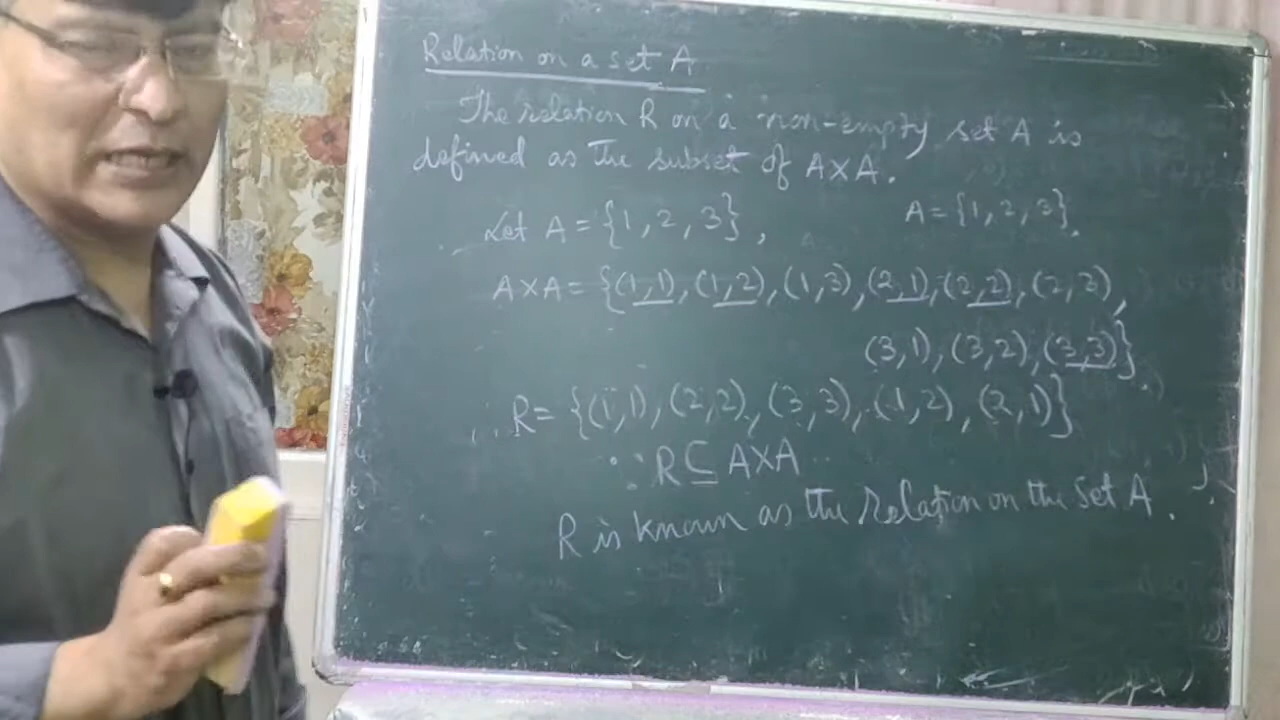 Relation on a set A
The relation R on a non-empty set A is
defined as the subset of A×A.
Let A = {1, 2, 3}, A = {1, 2, 3}.
A×A = {(1,1), (1,2), (1,3), (2,1), (2,2), (2,3),
(3,1), (3,2), (3,3)}
∴ R = {(1,1), (2,2), (3,3), (1,2), (2,1)}
∵ R ⊆ A×A
R is known as the Relation on the Set A.